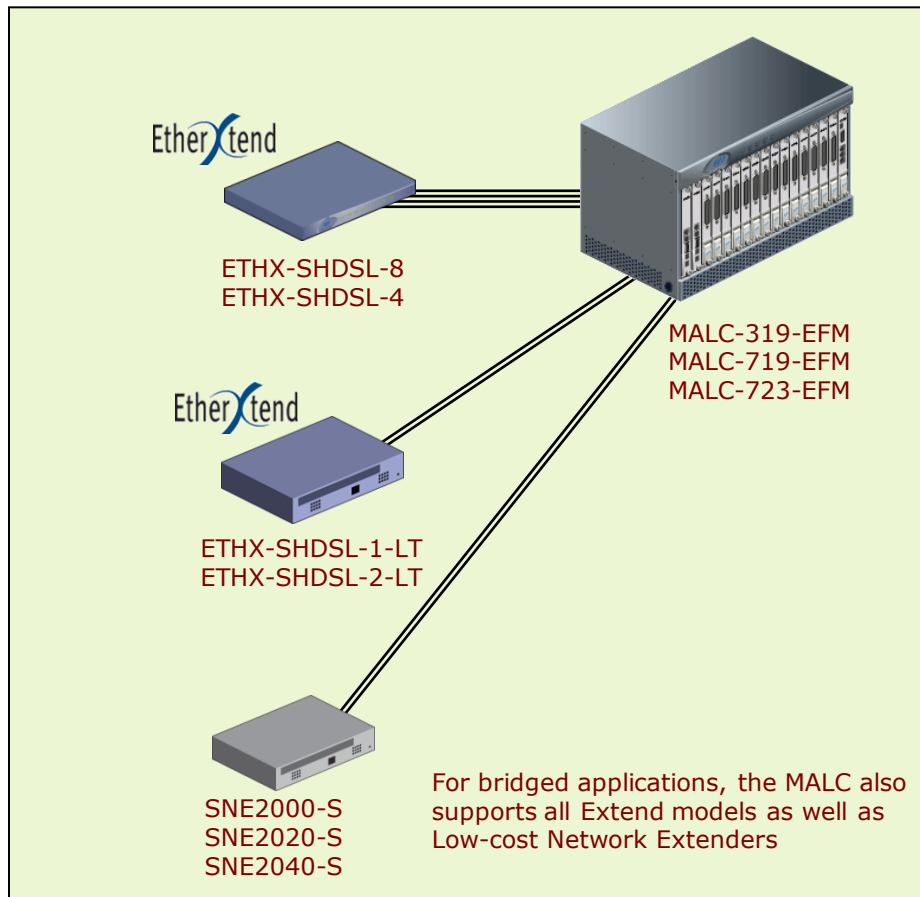 EtherXtend
ETHX-SHDSL-8
ETHX-SHDSL-4
MALC-319-EFM
MALC-719-EFM
MALC-723-EFM
EtherXtend
ETHX-SHDSL-1-LT
ETHX-SHDSL-2-LT
SNE2000-S
SNE2020-S
SNE2040-S
For bridged applications, the MALC also
supports all Extend models as well as
Low-cost Network Extenders